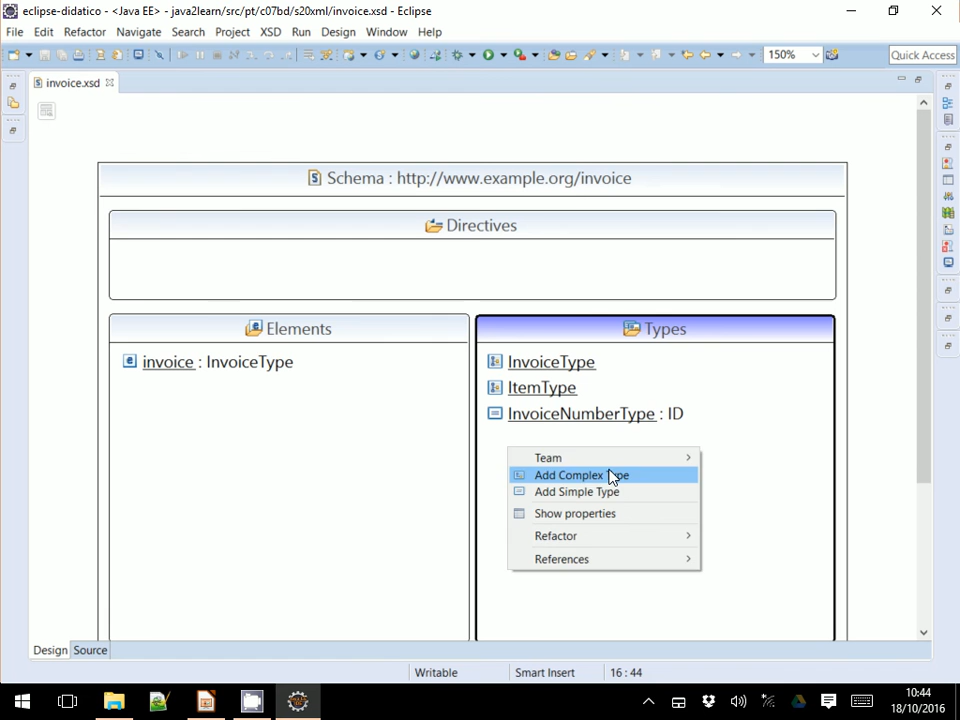 eclipse-didatico - <Java EE> - java2learn/src/pt/c07bd/s20xml/invoice.xsd - Eclipse
File Edit Refactor Navigate Search Project XSD Run Design Window Help
150% Quick Access
invoice.xsd
Schema : http://www.example.org/invoice
Directives
Elements
Types
invoice : InvoiceType
InvoiceType
ItemType
InvoiceNumberType : ID
Team
Add Complex Type
Add Simple Type
Show properties
Refactor
References
Design Source
Writable Smart Insert 16 : 44
10:44
18/10/2016